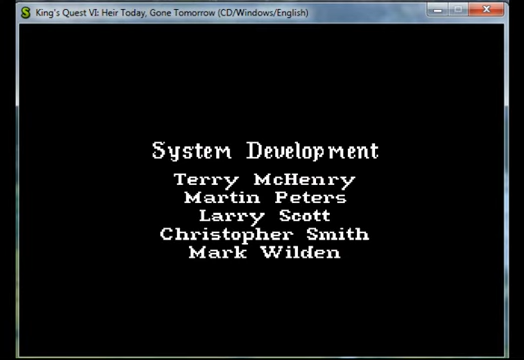 King's Quest VI: Heir Today, Gone Tomorrow (CD/Windows/English)
System Development
Terry McHenry
Martin Peters
Larry Scott
Christopher Smith
Mark Wilden